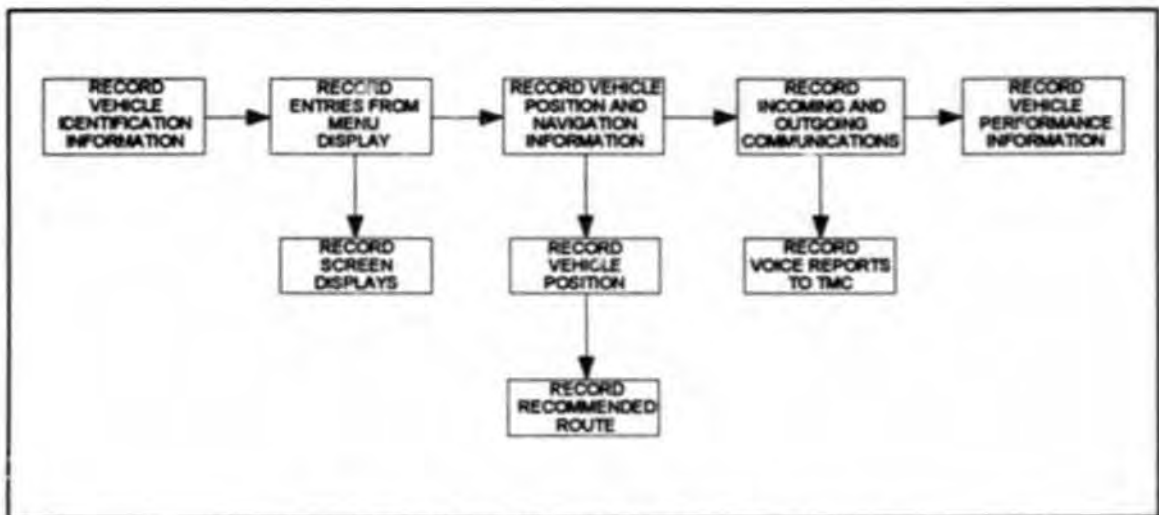 RECORD
VEHICLE
IDENTIFICATION
INFORMATION
RECORD
ENTRIES FROM
MENU
DISPLAY
RECORD VEHICLE
POSITION AND
NAVIGATION
INFORMATION
RECORD
INCOMING AND
OUTGOING
COMMUNICATIONS
RECORD
VEHICLE
PERFORMANCE
INFORMATION
RECORD
SCREEN
DISPLAYS
RECORD
VEHICLE
POSITION
RECORD
VOICE REPORTS
TO TMC
RECORD
RECOMMENDED
ROUTE